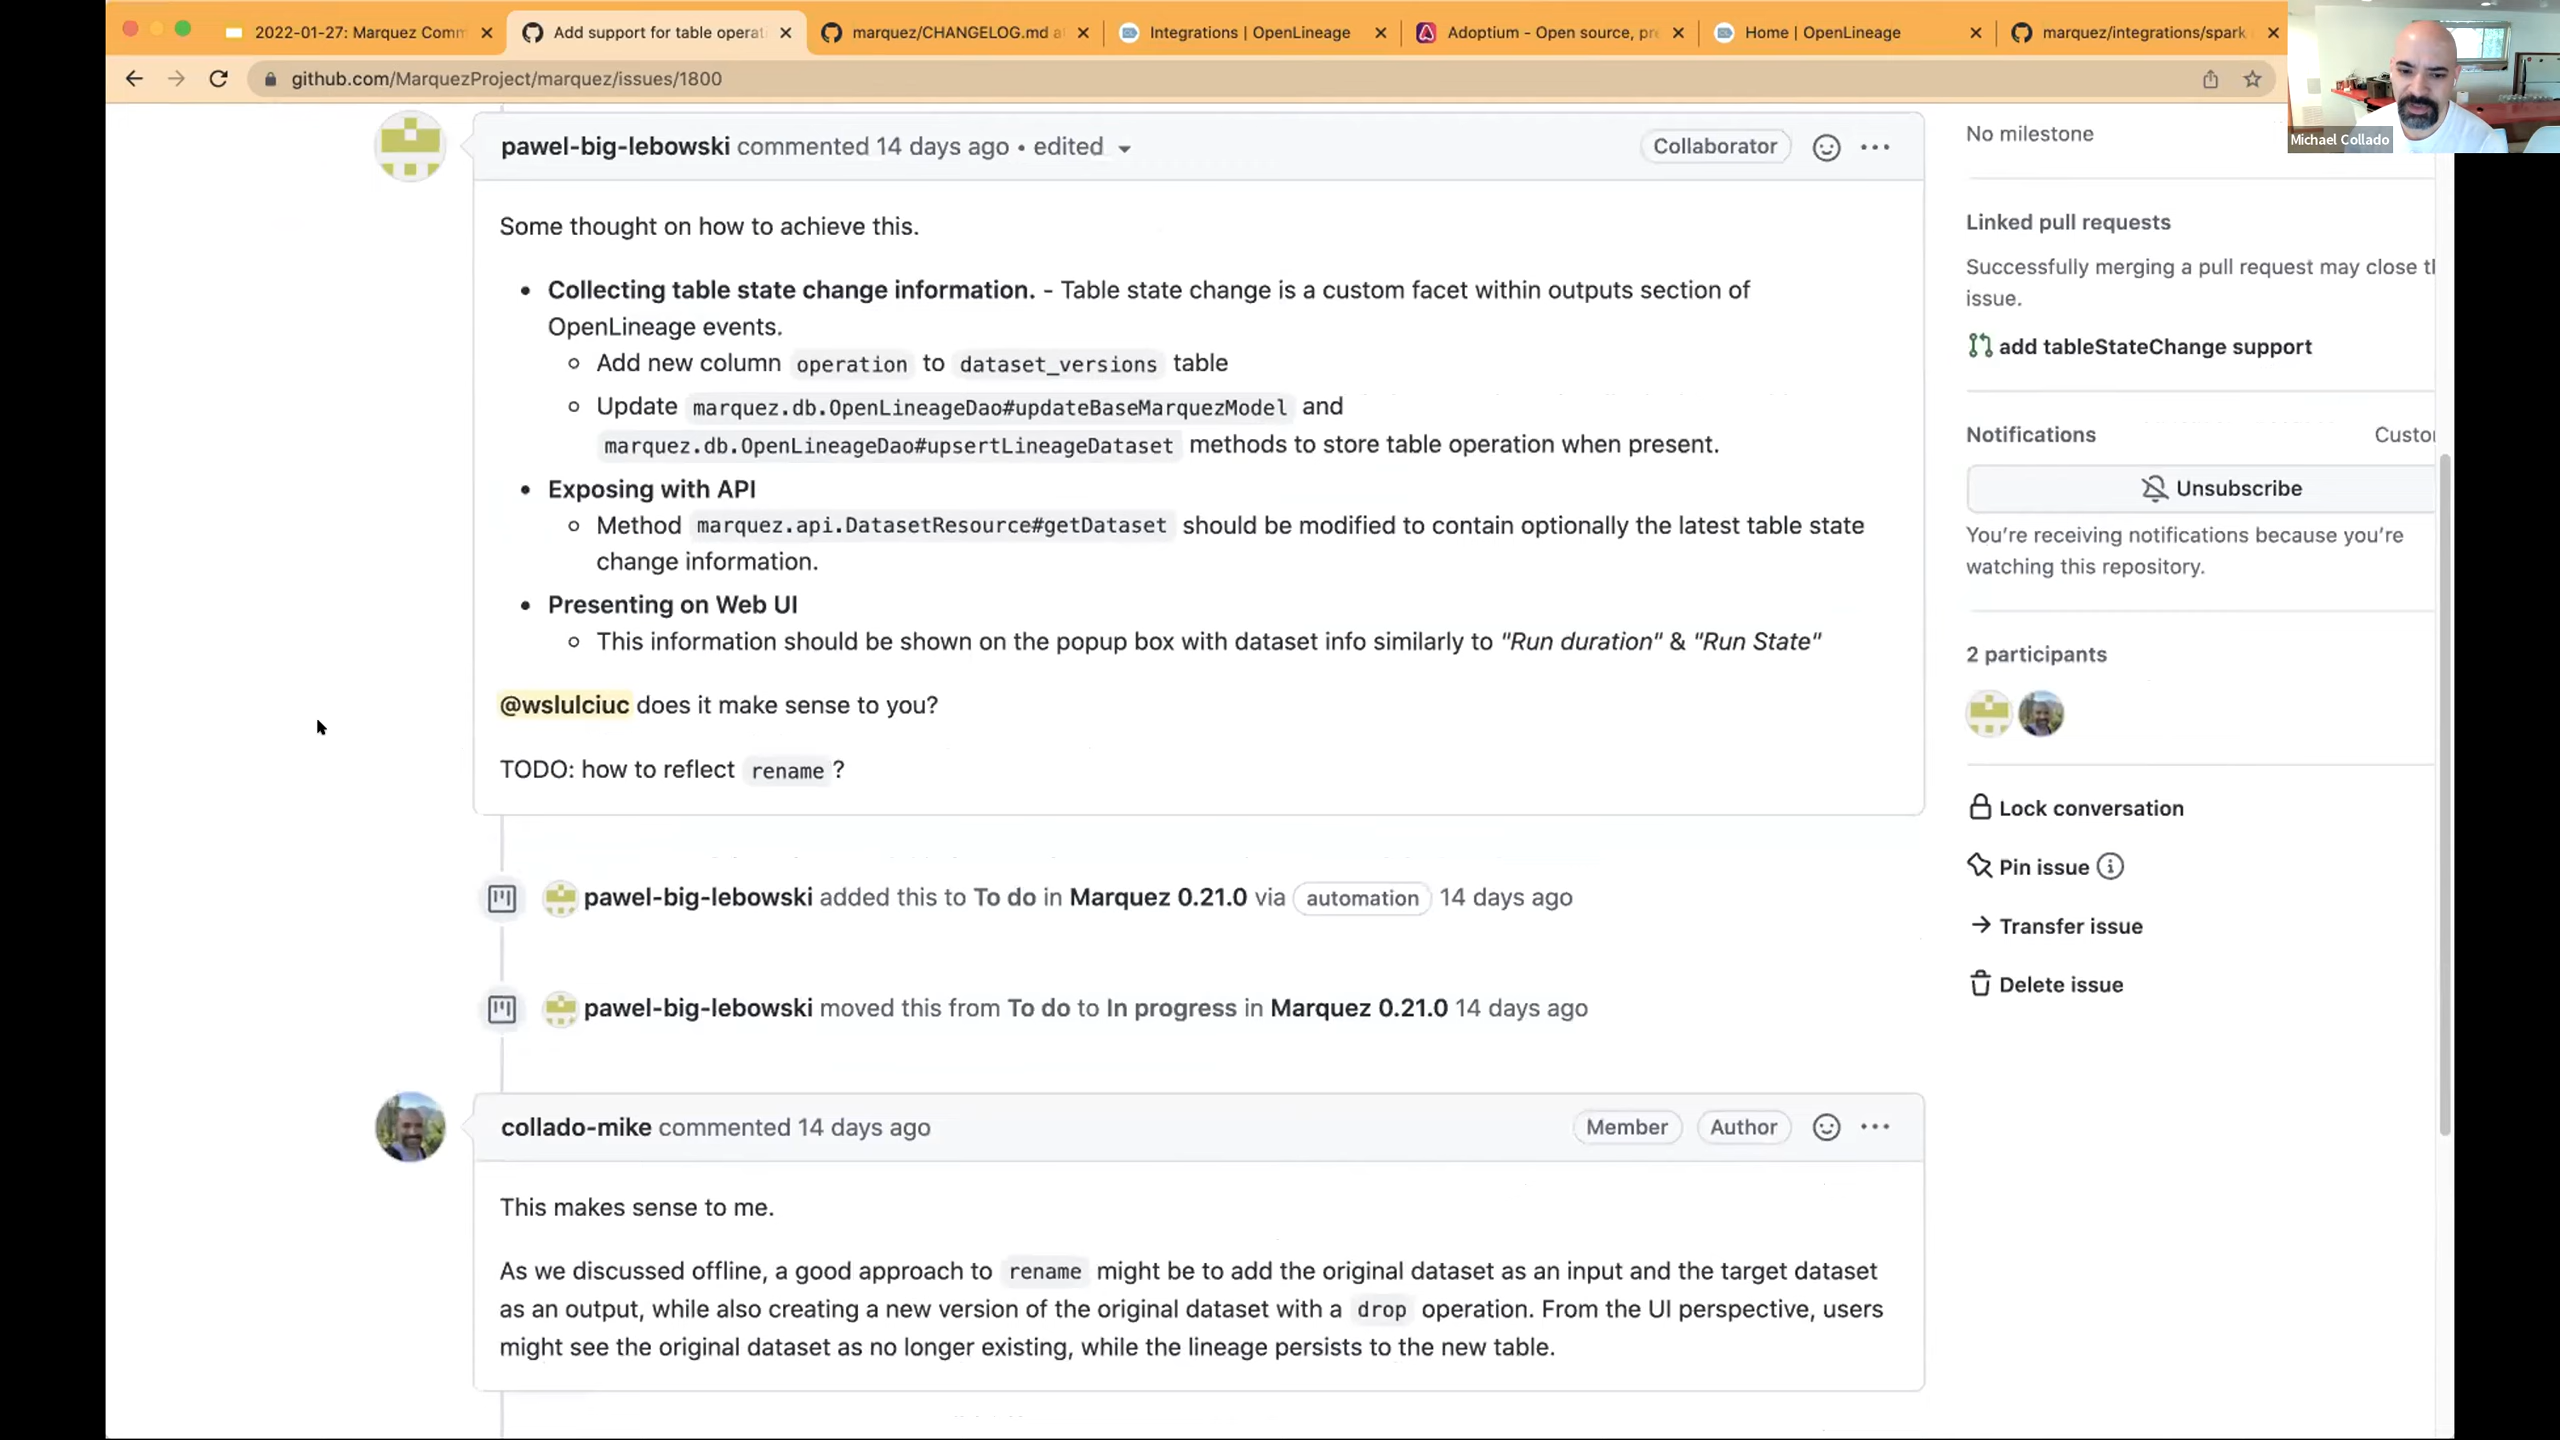 2022-01-27: Marquez Comm
Add support for table operat
marquez/CHANGELOG.md a
Integrations | OpenLineage
Adoptium - Open source, pre
Home | OpenLineage
marquez/integrations/spark
github.com/MarquezProject/marquez/issues/1800
Michael Collado
pawel-big-lebowski commented 14 days ago • edited
Collaborator
Some thought on how to achieve this.
• Collecting table state change information. - Table state change is a custom facet within outputs section of
OpenLineage events.
Add new column operation to dataset_versions table
Update marquez.db.OpenLineageDao#updateBaseMarquezModel and
marquez.db.OpenLineageDao#upsertLineageDataset methods to store table operation when present.
• Exposing with API
Method marquez.api.DatasetResource#getDataset should be modified to contain optionally the latest table state
change information.
• Presenting on Web UI
This information should be shown on the popup box with dataset info similarly to "Run duration" & "Run State"
@wslulciuc does it make sense to you?
TODO: how to reflect rename ?
pawel-big-lebowski added this to To do in Marquez 0.21.0 via automation 14 days ago
pawel-big-lebowski moved this from To do to In progress in Marquez 0.21.0 14 days ago
collado-mike commented 14 days ago
Member
Author
This makes sense to me.
As we discussed offline, a good approach to rename might be to add the original dataset as an input and the target dataset
as an output, while also creating a new version of the original dataset with a drop operation. From the UI perspective, users
might see the original dataset as no longer existing, while the lineage persists to the new table.
No milestone
Linked pull requests
Successfully merging a pull request may close th
issue.
add tableStateChange support
Notifications
Custo
Unsubscribe
You're receiving notifications because you're
watching this repository.
2 participants
Lock conversation
Pin issue
Transfer issue
Delete issue